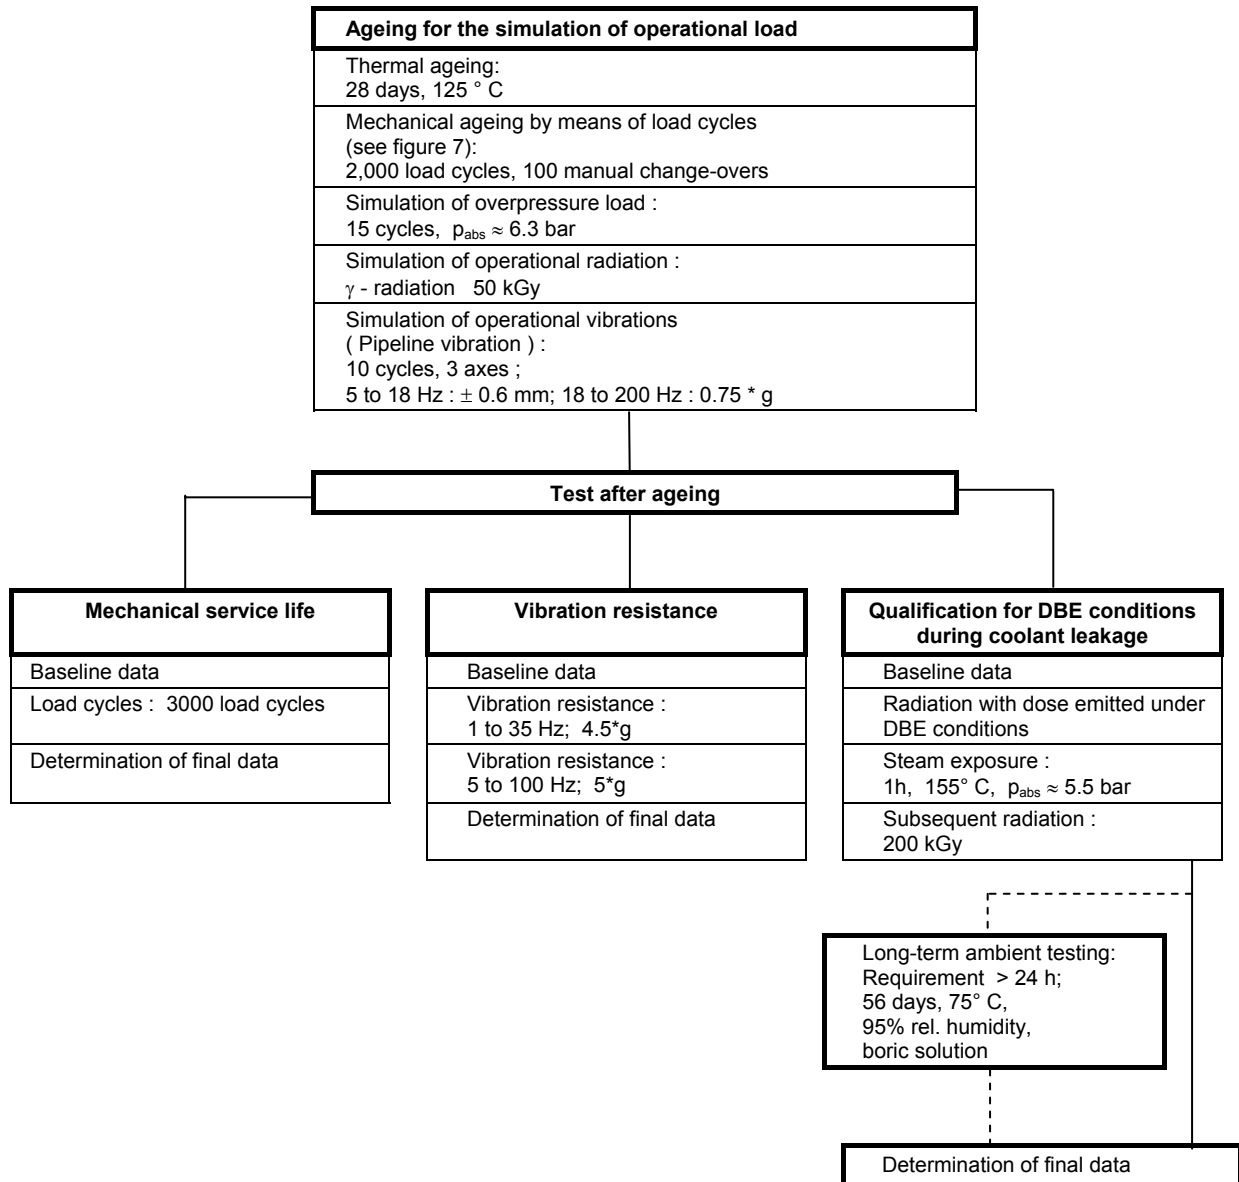 Ageing for the simulation of operational load
Thermal ageing:
28 days, 125 ° C
Mechanical ageing by means of load cycles
(see figure 7):
2,000 load cycles, 100 manual change-overs
Simulation of overpressure load :
15 cycles, pabs ≈ 6.3 bar
Simulation of operational radiation :
γ - radiation 50 kGy
Simulation of operational vibrations
( Pipeline vibration ) :
10 cycles, 3 axes ;
5 to 18 Hz : ± 0.6 mm; 18 to 200 Hz : 0.75 * g
Test after ageing
Mechanical service life
Baseline data
Load cycles : 3000 load cycles
Determination of final data
Vibration resistance
Baseline data
Vibration resistance :
1 to 35 Hz; 4.5*g
Vibration resistance :
5 to 100 Hz; 5*g
Determination of final data
Qualification for DBE conditions
during coolant leakage
Baseline data
Radiation with dose emitted under
DBE conditions
Steam exposure :
1h, 155° C, pabs ≈ 5.5 bar
Subsequent radiation :
200 kGy
Long-term ambient testing:
Requirement > 24 h;
56 days, 75° C,
95% rel. humidity,
boric solution
Determination of final data